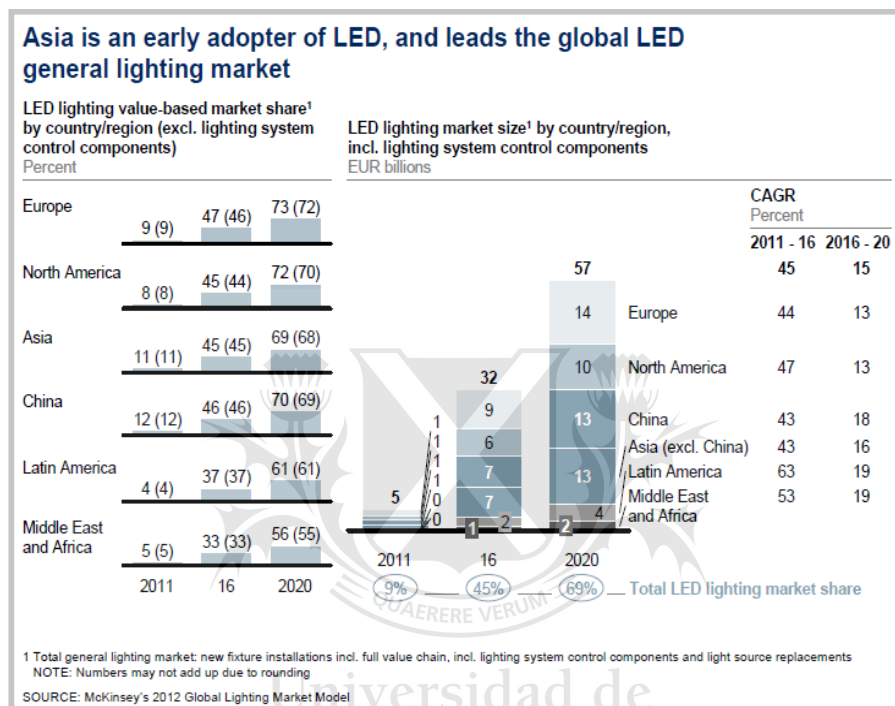 Asia is an early adopter of LED, and leads the global LED
general lighting market
LED lighting value-based market share1
by country/region (excl. lighting system
control components)
Percent
Europe
9 (9)
47 (46)
73 (72)
North America
8 (8)
45 (44)
72 (70)
Asia
11 (11)
45 (45)
69 (68)
China
12 (12)
46 (46)
70 (69)
Latin America
4 (4)
37 (37)
61 (61)
Middle East
and Africa
5 (5)
33 (33)
56 (55)
2011
16
2020
LED lighting market size1 by country/region,
incl. lighting system control components
EUR billions
CAGR
Percent
2011 - 16 2016 - 20
57
45 15
14
Europe
44 13
10
North America
47 13
32
9
6
7
7
1
2
13
China
43 18
13
Asia (excl. China)
43 16
Latin America
63 19
4
2
Middle East
and Africa
53 19
5
1
1
1
1
0
0
2011
16
2020
9%
45%
69%
Total LED lighting market share
QUAERERE VERUM
1 Total general lighting market: new fixture installations incl. full value chain, incl. lighting system control components and light source replacements
NOTE: Numbers may not add up due to rounding
SOURCE: McKinsey's 2012 Global Lighting Market Model
Universidad de